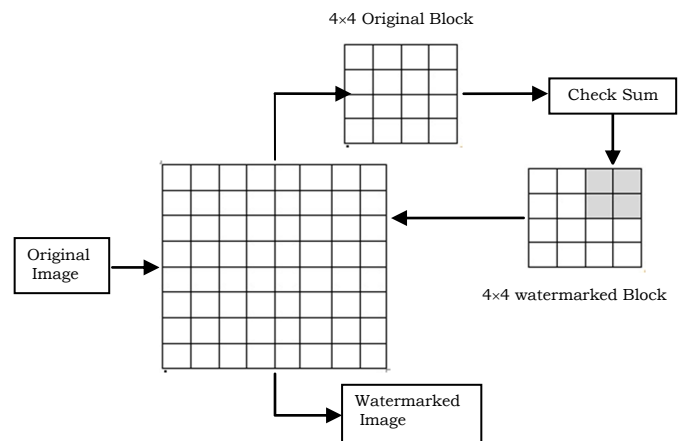 4×4 Original Block
Check Sum
Original
Image
4×4 watermarked Block
Watermarked
Image